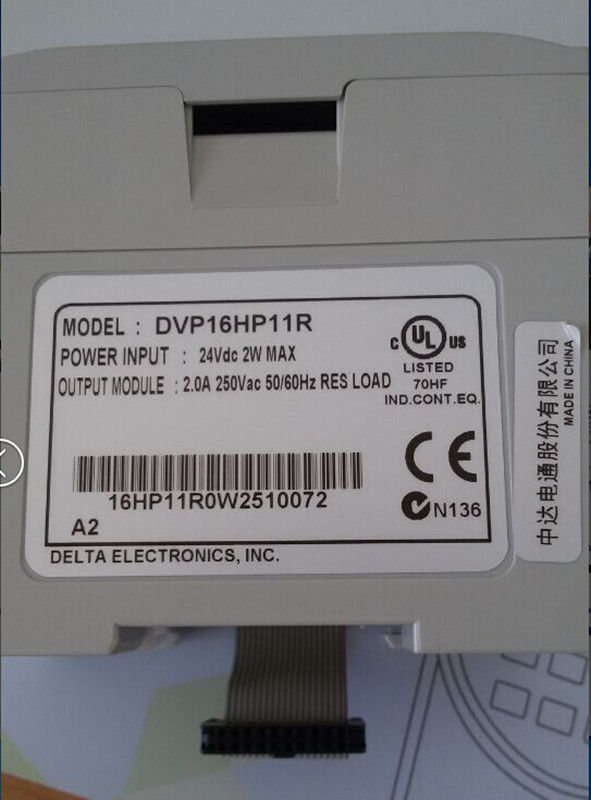 MODEL : DVP16HP11R
POWER INPUT : 24Vdc 2W MAX
OUTPUT MODULE : 2.0A 250Vac 50/60Hz RES LOAD
C UL US
LISTED
70HF
IND.CONT.EQ.
CE
N136
16HP11R0W2510072
A2
DELTA ELECTRONICS, INC.
中达电通股份有限公司
MADE IN CHINA